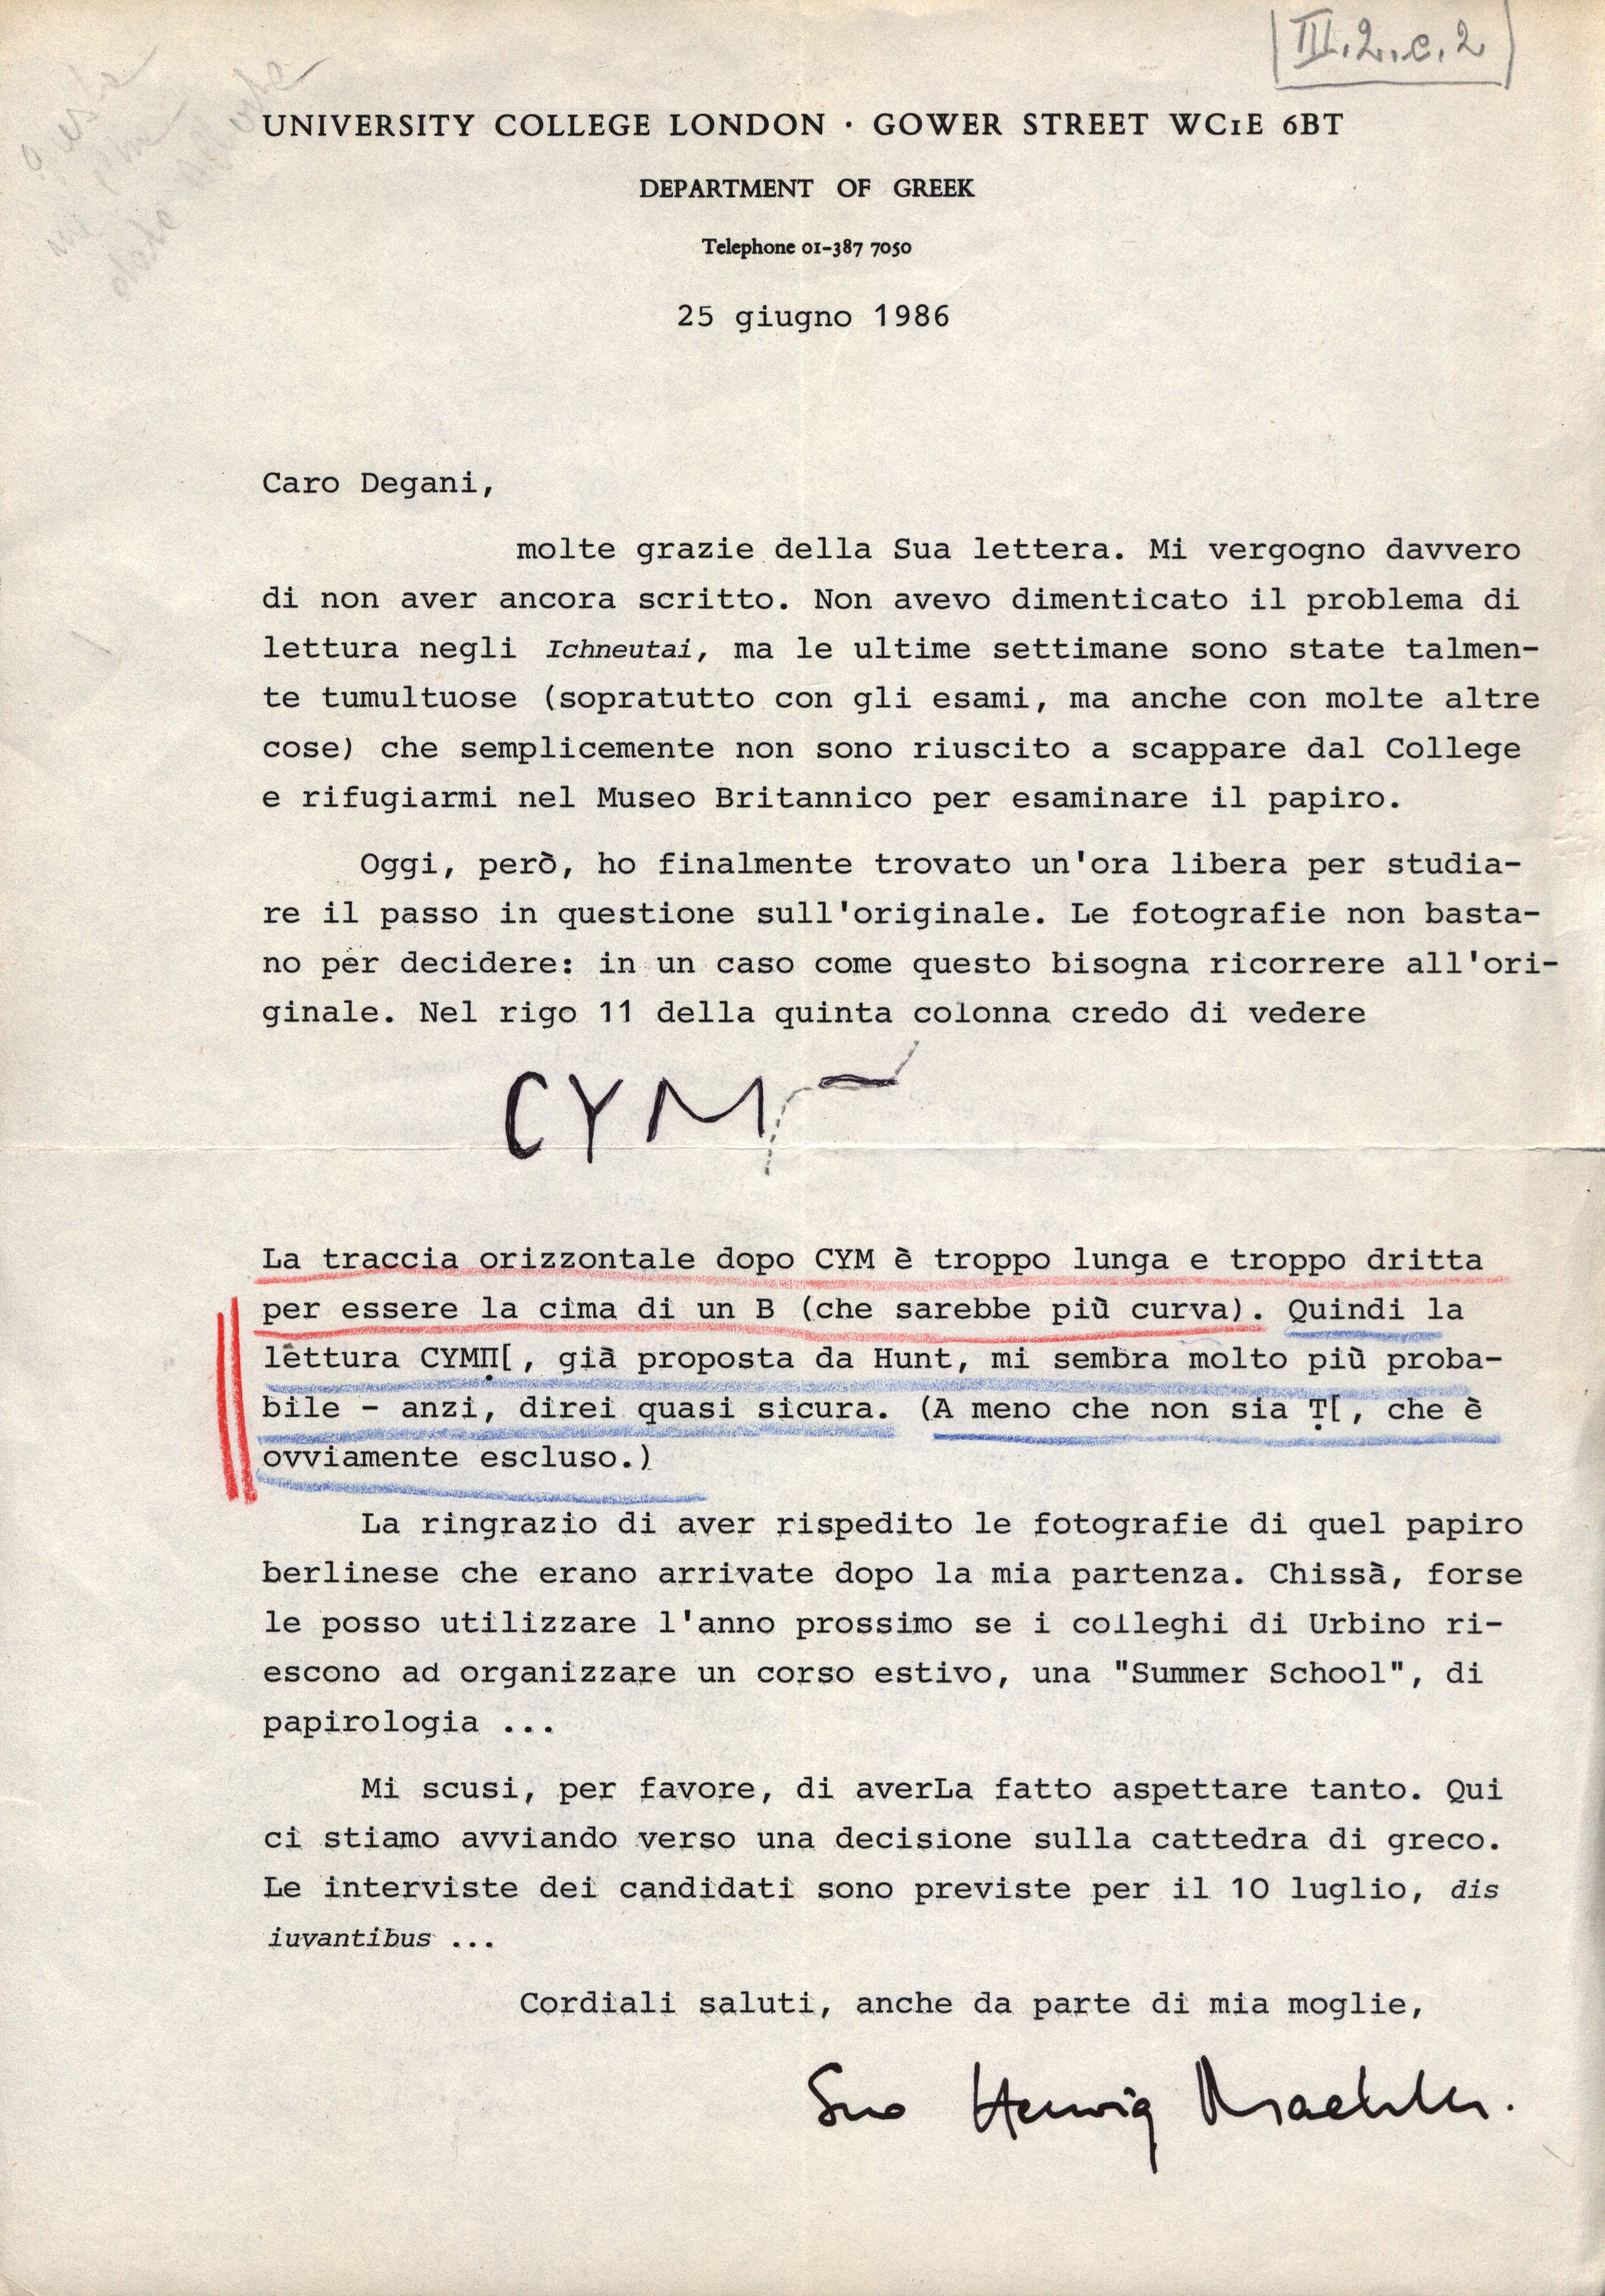 III.2.c.2
UNIVERSITY COLLEGE LONDON · GOWER STREET WC1E 6BT
DEPARTMENT OF GREEK
Telephone 01-387 7050
25 giugno 1986
Caro Degani,
molte grazie della Sua lettera. Mi vergogno davvero
di non aver ancora scritto. Non avevo dimenticato il problema di
lettura negli Ichneutai, ma le ultime settimane sono state talmen-
te tumultuose (sopratutto con gli esami, ma anche con molte altre
cose) che semplicemente non sono riuscito a scappare dal College
e rifugiarmi nel Museo Britannico per esaminare il papiro.
Oggi, però, ho finalmente trovato un'ora libera per studia-
re il passo in questione sull'originale. Le fotografie non basta-
no per decidere: in un caso come questo bisogna ricorrere all'ori-
ginale. Nel rigo 11 della quinta colonna credo di vedere
CYM
La traccia orizzontale dopo CYM è troppo lunga e troppo dritta
per essere la cima di un B (che sarebbe più curva). Quindi la
lettura CYMΠ̣[, già proposta da Hunt, mi sembra molto più proba-
bile - anzi, direi quasi sicura. (A meno che non sia Ṭ[, che è
ovviamente escluso.)
La ringrazio di aver rispedito le fotografie di quel papiro
berlinese che erano arrivate dopo la mia partenza. Chissà, forse
le posso utilizzare l'anno prossimo se i colleghi di Urbino ri-
escono ad organizzare un corso estivo, una "Summer School", di
papirologia ...
Mi scusi, per favore, di averLa fatto aspettare tanto. Qui
ci stiamo avviando verso una decisione sulla cattedra di greco.
Le interviste dei candidati sono previste per il 10 luglio, dis
iuvantibus ...
Cordiali saluti, anche da parte di mia moglie,
Suo Herwig Maehler.